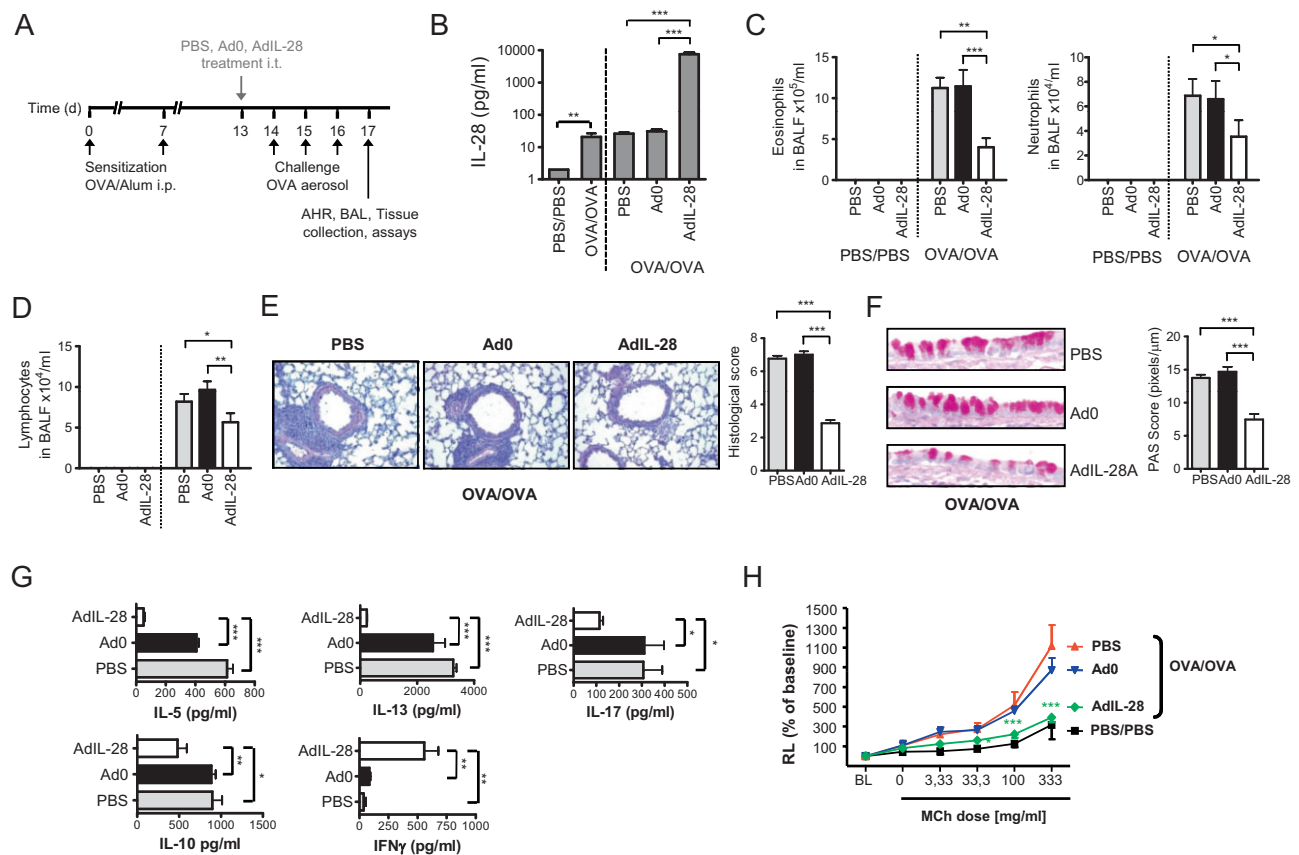 A
PBS, Ad0, AdIL-28
treatment i.t.
Time (d)
0 7 13 14 15 16 17
Sensitization
OVA/Alum i.p.
Challenge
OVA aerosol
AHR, BAL, Tissue
collection, assays
B
IL-28 (pg/ml)
10000
1000
100
10
1
**
***
***
PBS/PBS
OVA/OVA
PBS
Ad0
AdIL-28
OVA/OVA
C
Eosinophils
in BALF x10⁵/ml
15
10
5
0
**
***
PBS
Ad0
AdIL-28
PBS
Ad0
AdIL-28
PBS/PBS
OVA/OVA
Neutrophils
in BALF x10⁴/ml
10
8
6
4
2
0
*
*
PBS
Ad0
AdIL-28
PBS
Ad0
AdIL-28
PBS/PBS
OVA/OVA
D
Lymphocytes
in BALF x10⁴/ml
15
10
5
0
*
**
PBS
Ad0
AdIL-28
PBS
Ad0
AdIL-28
E
PBS
Ad0
AdIL-28
OVA/OVA
Histological score
8
6
4
2
0
***
***
PBS Ad0 AdIL-28
F
PBS
Ad0
AdIL-28A
OVA/OVA
PAS Score (pixels/µm)
20
15
10
5
0
***
***
PBS Ad0 AdIL-28
G
AdIL-28
Ad0
PBS
***
***
0 200 400 600 800
IL-5 (pg/ml)
AdIL-28
Ad0
PBS
***
***
0 2000 4000
IL-13 (pg/ml)
AdIL-28
Ad0
PBS
*
*
0 100 200 300 400 500
IL-17 (pg/ml)
AdIL-28
Ad0
PBS
**
*
0 500 1000 1500
IL-10 pg/ml)
AdIL-28
Ad0
PBS
**
**
0 250 500 750 1000
IFNγ (pg/ml)
H
RL (% of baseline)
1500
1300
1100
900
700
500
300
100
PBS
Ad0
AdIL-28
PBS/PBS
OVA/OVA
*
***
***
BL 0 3,33 33,3 100 333
MCh dose [mg/ml]